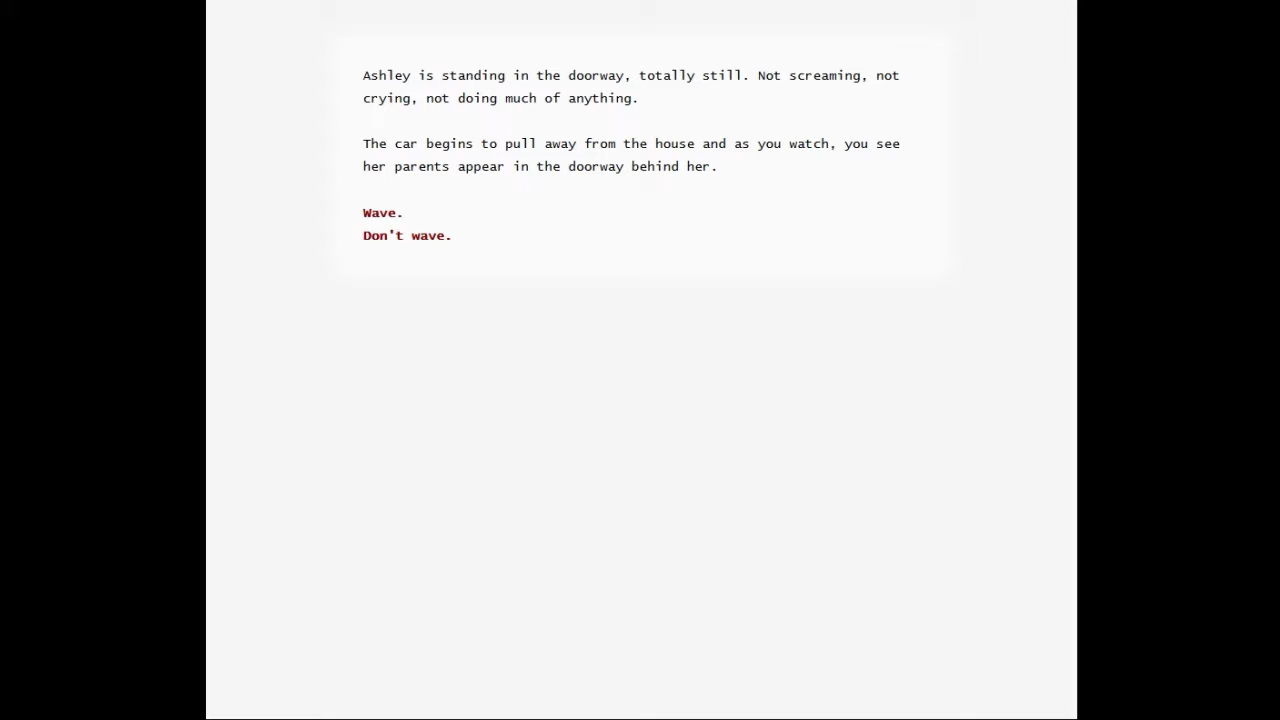 Ashley is standing in the doorway, totally still. Not screaming, not
crying, not doing much of anything.
The car begins to pull away from the house and as you watch, you see
her parents appear in the doorway behind her.
Wave.
Don't wave.